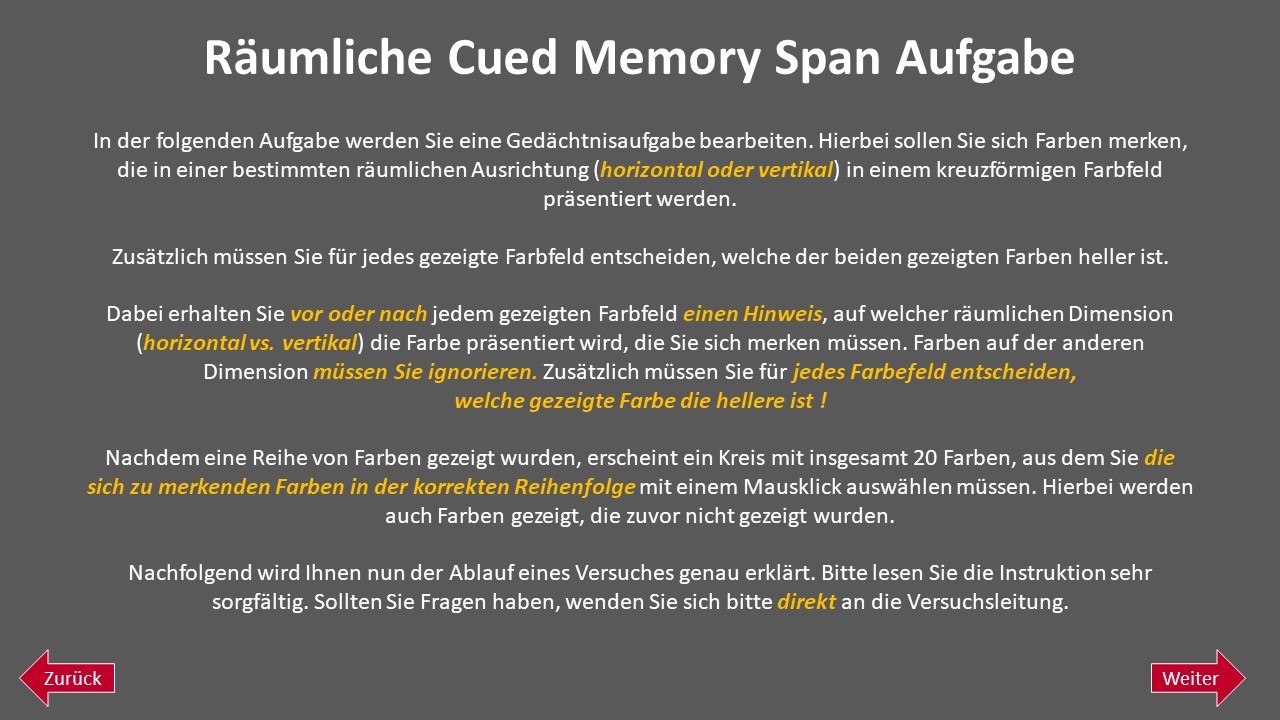 Räumliche Cued Memory Span Aufgabe
In der folgenden Aufgabe werden Sie eine Gedächtnisaufgabe bearbeiten. Hierbei sollen Sie sich Farben merken,
die in einer bestimmten räumlichen Ausrichtung (horizontal oder vertikal) in einem kreuzförmigen Farbfeld
präsentiert werden.
Zusätzlich müssen Sie für jedes gezeigte Farbfeld entscheiden, welche der beiden gezeigten Farben heller ist.
Dabei erhalten Sie vor oder nach jedem gezeigten Farbfeld einen Hinweis, auf welcher räumlichen Dimension
(horizontal vs. vertikal) die Farbe präsentiert wird, die Sie sich merken müssen. Farben auf der anderen
Dimension müssen Sie ignorieren. Zusätzlich müssen Sie für jedes Farbefeld entscheiden,
welche gezeigte Farbe die hellere ist !
Nachdem eine Reihe von Farben gezeigt wurden, erscheint ein Kreis mit insgesamt 20 Farben, aus dem Sie die
sich zu merkenden Farben in der korrekten Reihenfolge mit einem Mausklick auswählen müssen. Hierbei werden
auch Farben gezeigt, die zuvor nicht gezeigt wurden.
Nachfolgend wird Ihnen nun der Ablauf eines Versuches genau erklärt. Bitte lesen Sie die Instruktion sehr
sorgfältig. Sollten Sie Fragen haben, wenden Sie sich bitte direkt an die Versuchsleitung.
Zurück
Weiter